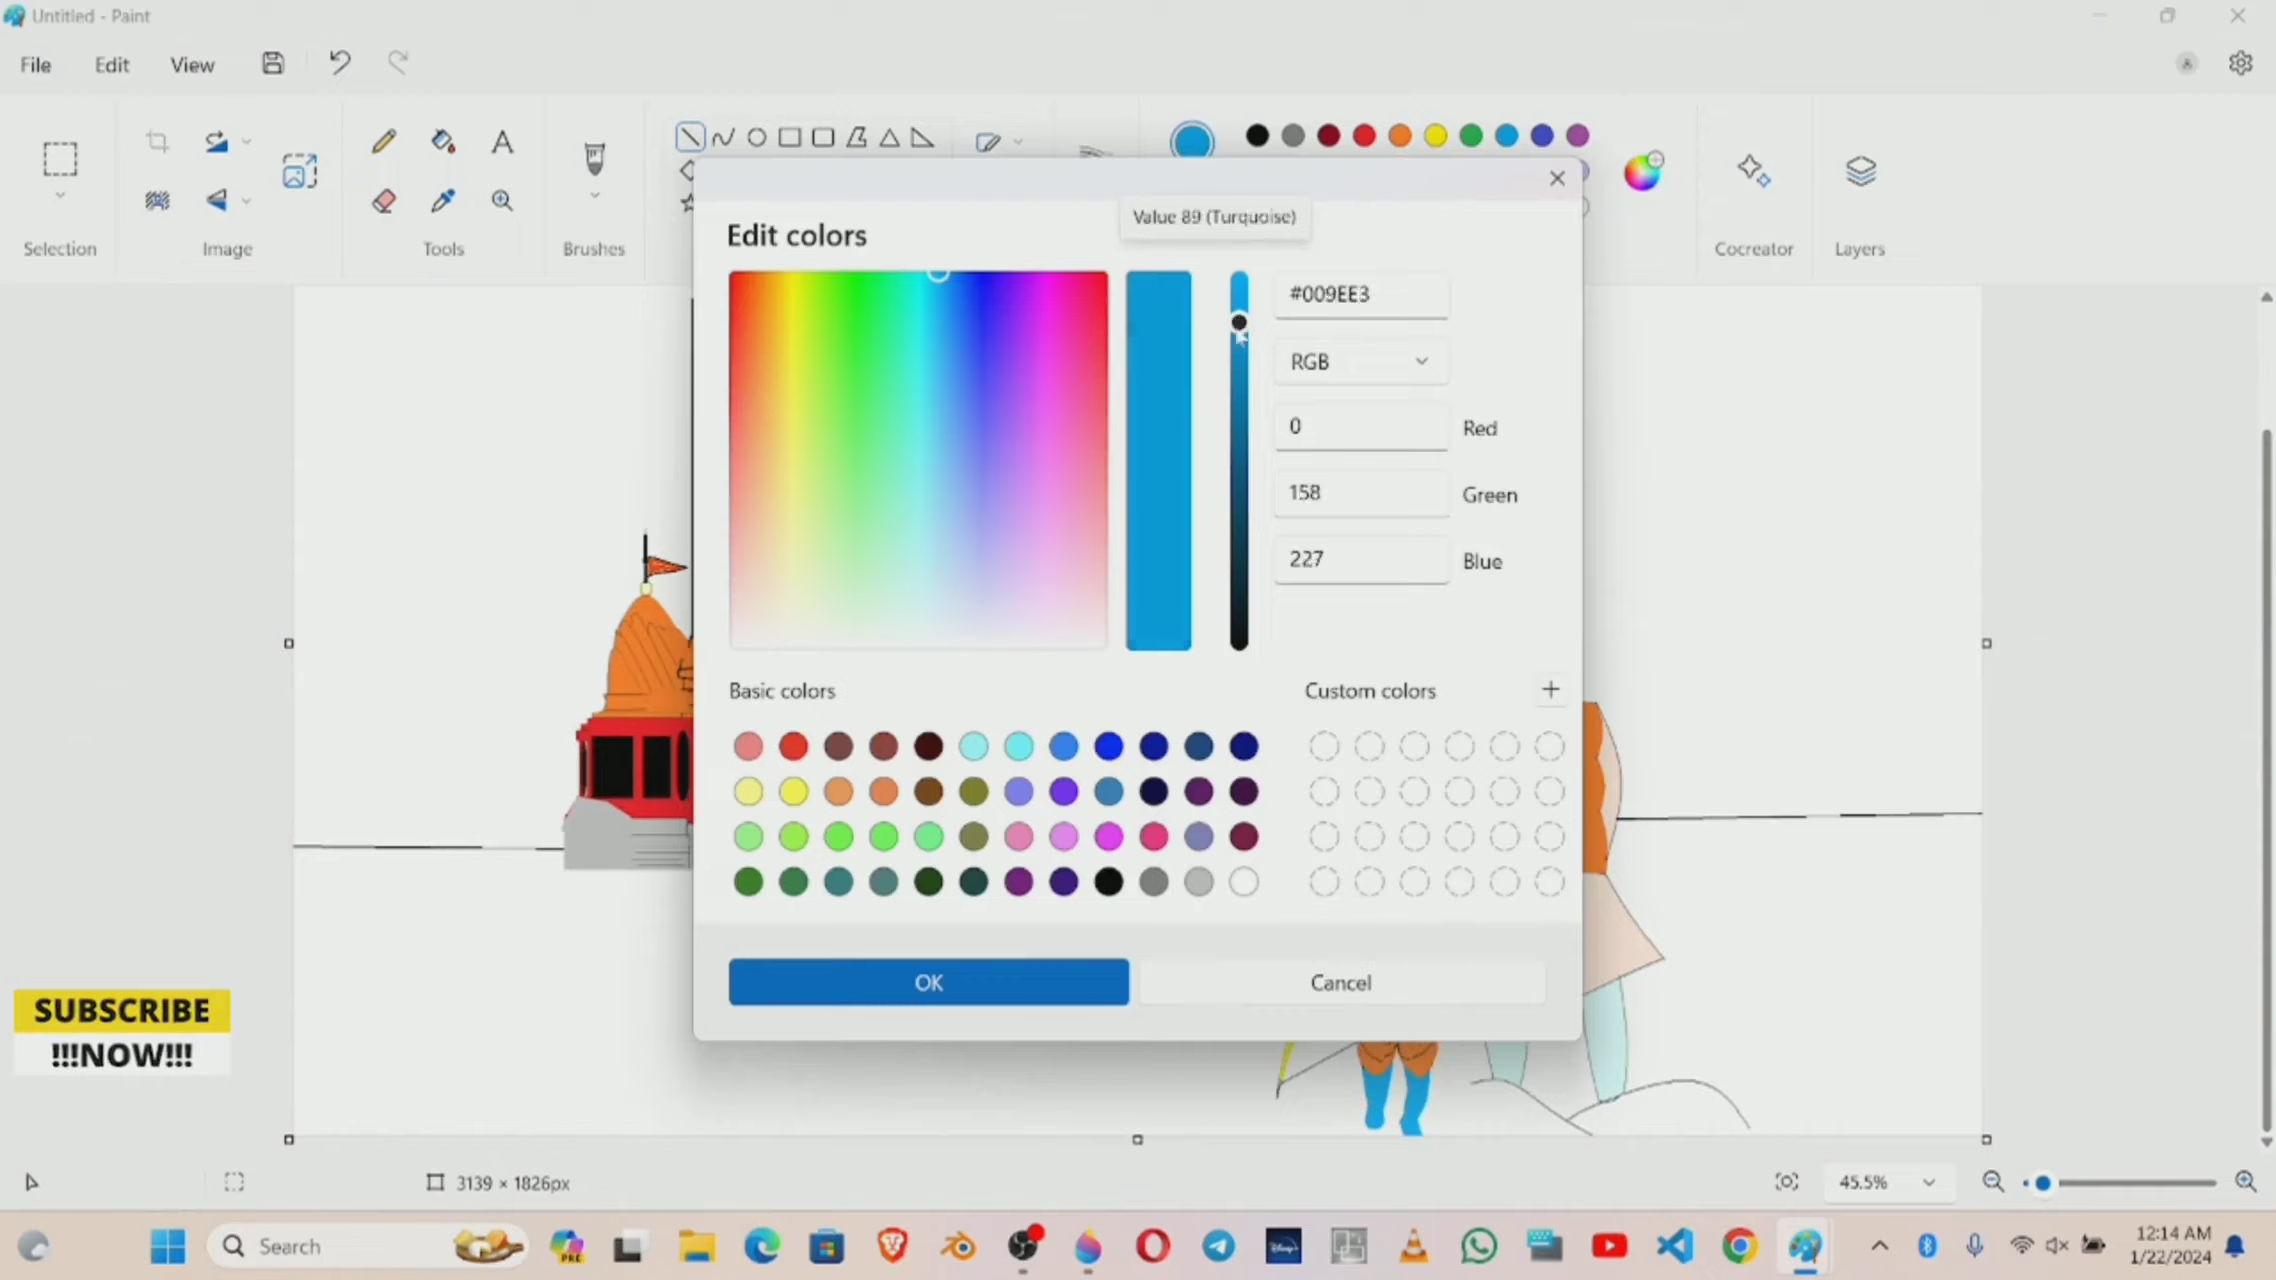 Untitled - Paint
File Edit View
Selection
Image
Tools
Brushes
Cocreator
Layers
Value 89 (Turquoise)
Edit colors
#009EE3
RGB
0 Red
158 Green
227 Blue
Basic colors
Custom colors
OK
Cancel
SUBSCRIBE
!!!NOW!!!
3139 × 1826px
45.5%
Search
PRE
Disney+
12:14 AM
1/22/2024